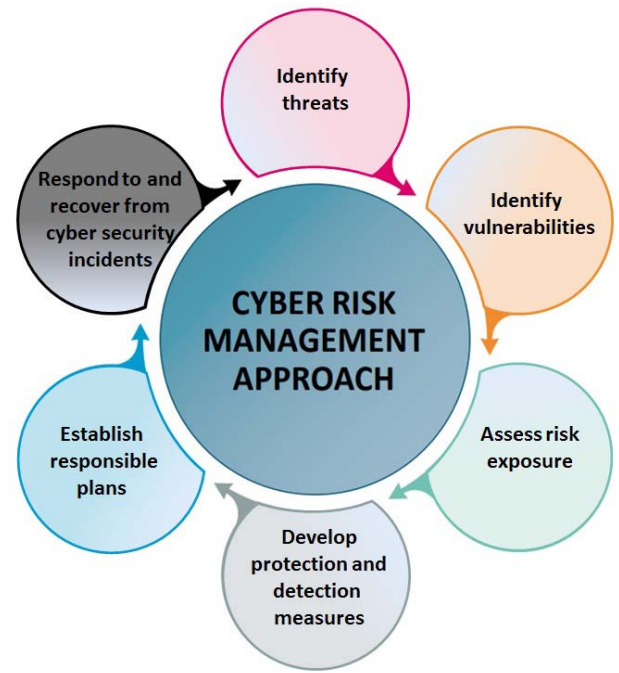 Identify
threats
Identify
vulnerabilities
Assess risk
exposure
Develop
protection and
detection
measures
Establish
responsible
plans
Respond to and
recover from
cyber security
incidents
CYBER RISK
MANAGEMENT
APPROACH